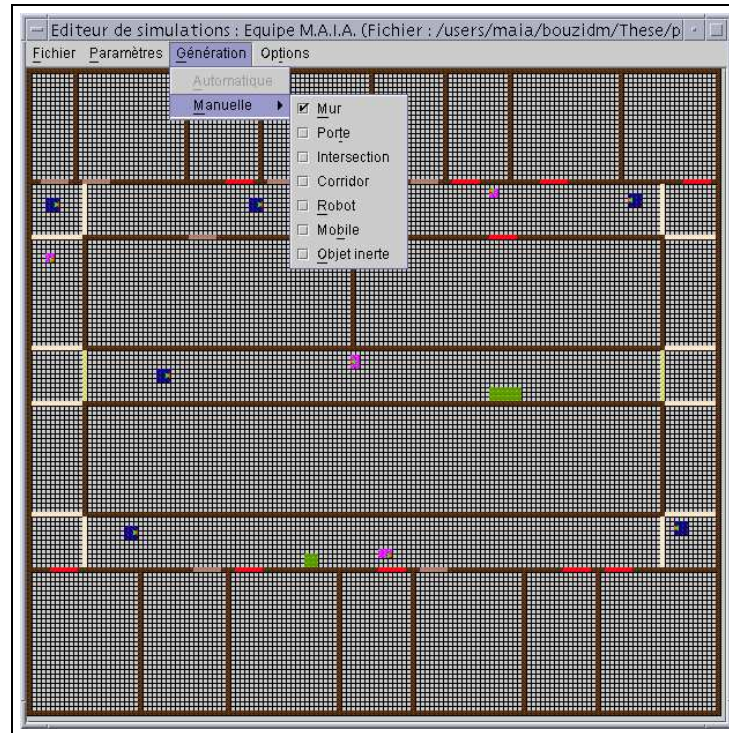 Editeur de simulations : Equipe M.A.I.A. (Fichier : /users/maia/bouzidm/These/p
Fichier Paramètres Génération Options
Automatique
Manuelle
Mur
Porte
Intersection
Corridor
Robot
Mobile
Objet inerte